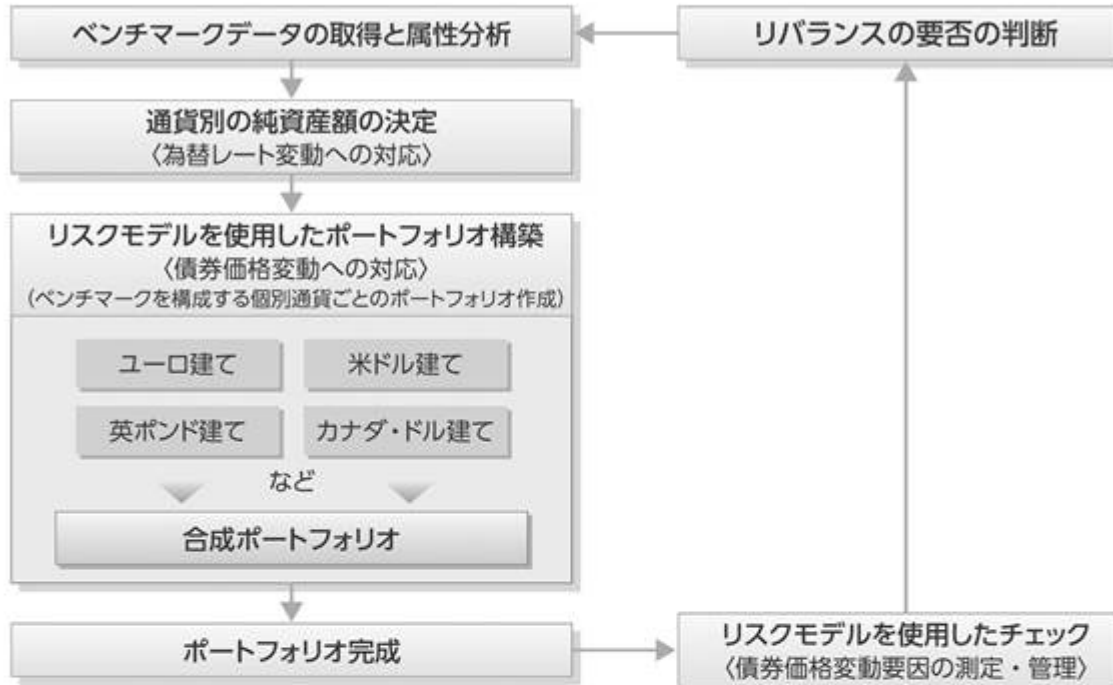 ベンチマークデータの取得と属性分析
リバランスの要否の判断
通貨別の純資産額の決定
〈為替レート変動への対応〉
リスクモデルを使用したポートフォリオ構築
〈債券価格変動への対応〉
(ベンチマークを構成する個別通貨ごとのポートフォリオ作成)
ユーロ建て
米ドル建て
英ポンド建て
カナダ・ドル建て
など
合成ポートフォリオ
ポートフォリオ完成
リスクモデルを使用したチェック
〈債券価格変動要因の測定・管理〉